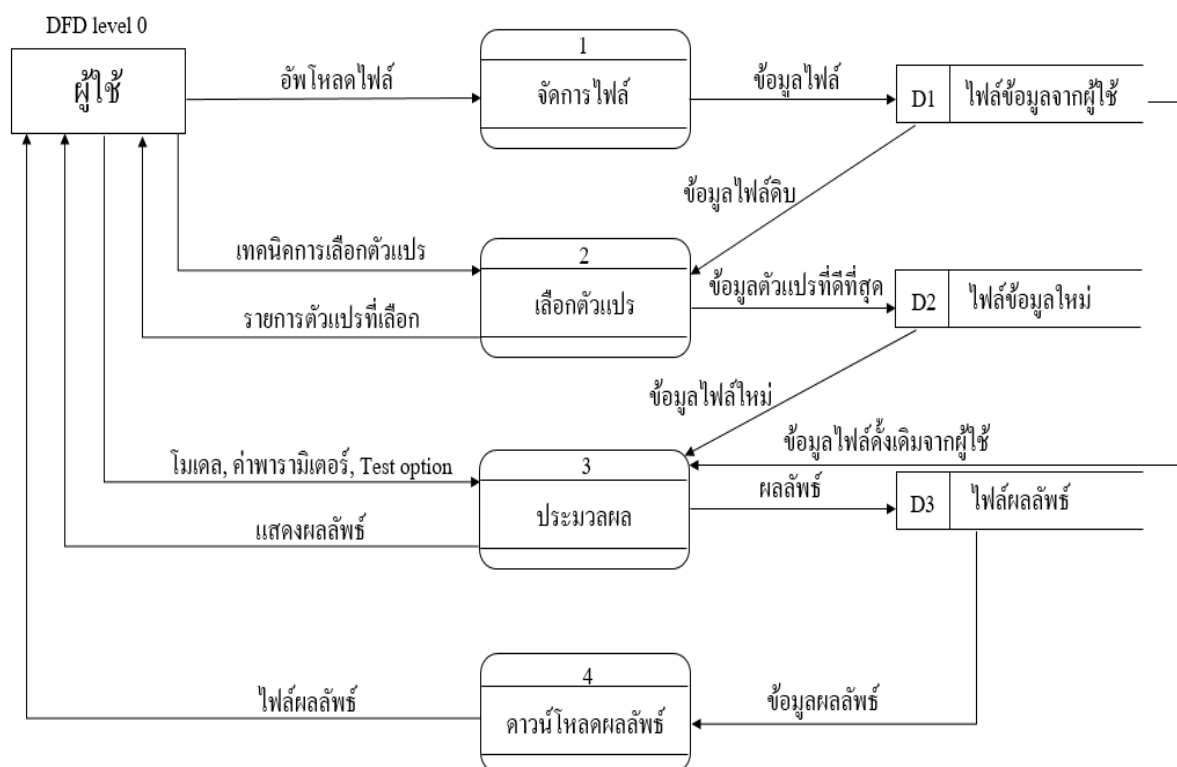 DFD level 0
ผู้ใช้
อัพโหลดไฟล์
1
จัดการไฟล์
ข้อมูลไฟล์
D1
ไฟล์ข้อมูลจากผู้ใช้
ข้อมูลไฟล์ดิบ
เทคนิคการเลือกตัวแปร
2
เลือกตัวแปร
ข้อมูลตัวแปรที่ดีที่สุด
D2
ไฟล์ข้อมูลใหม่
รายการตัวแปรที่เลือก
ข้อมูลไฟล์ใหม่
ข้อมูลไฟล์ดั้งเดิมจากผู้ใช้
โมเดล, ค่าพารามิเตอร์, Test option
3
ประมวลผล
ผลลัพธ์
D3
ไฟล์ผลลัพธ์
แสดงผลลัพธ์
ไฟล์ผลลัพธ์
4
ดาวน์โหลดผลลัพธ์
ข้อมูลผลลัพธ์